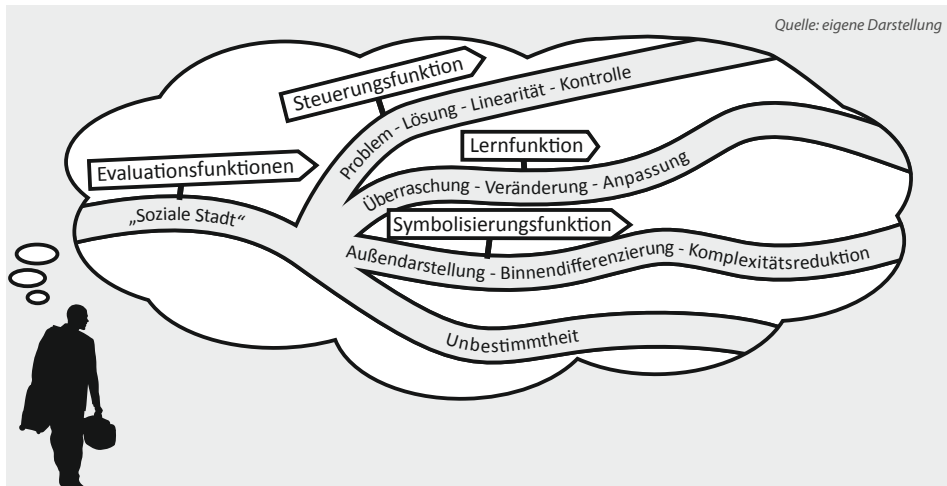 Quelle: eigene Darstellung
Steuerungsfunktion
Problem - Lösung - Linearität - Kontrolle
Lernfunktion
Evaluationsfunktionen
Überraschung - Veränderung - Anpassung
„Soziale Stadt“
Symbolisierungsfunktion
Außendarstellung - Binnendifferenzierung - Komplexitätsreduktion
Unbestimmtheit